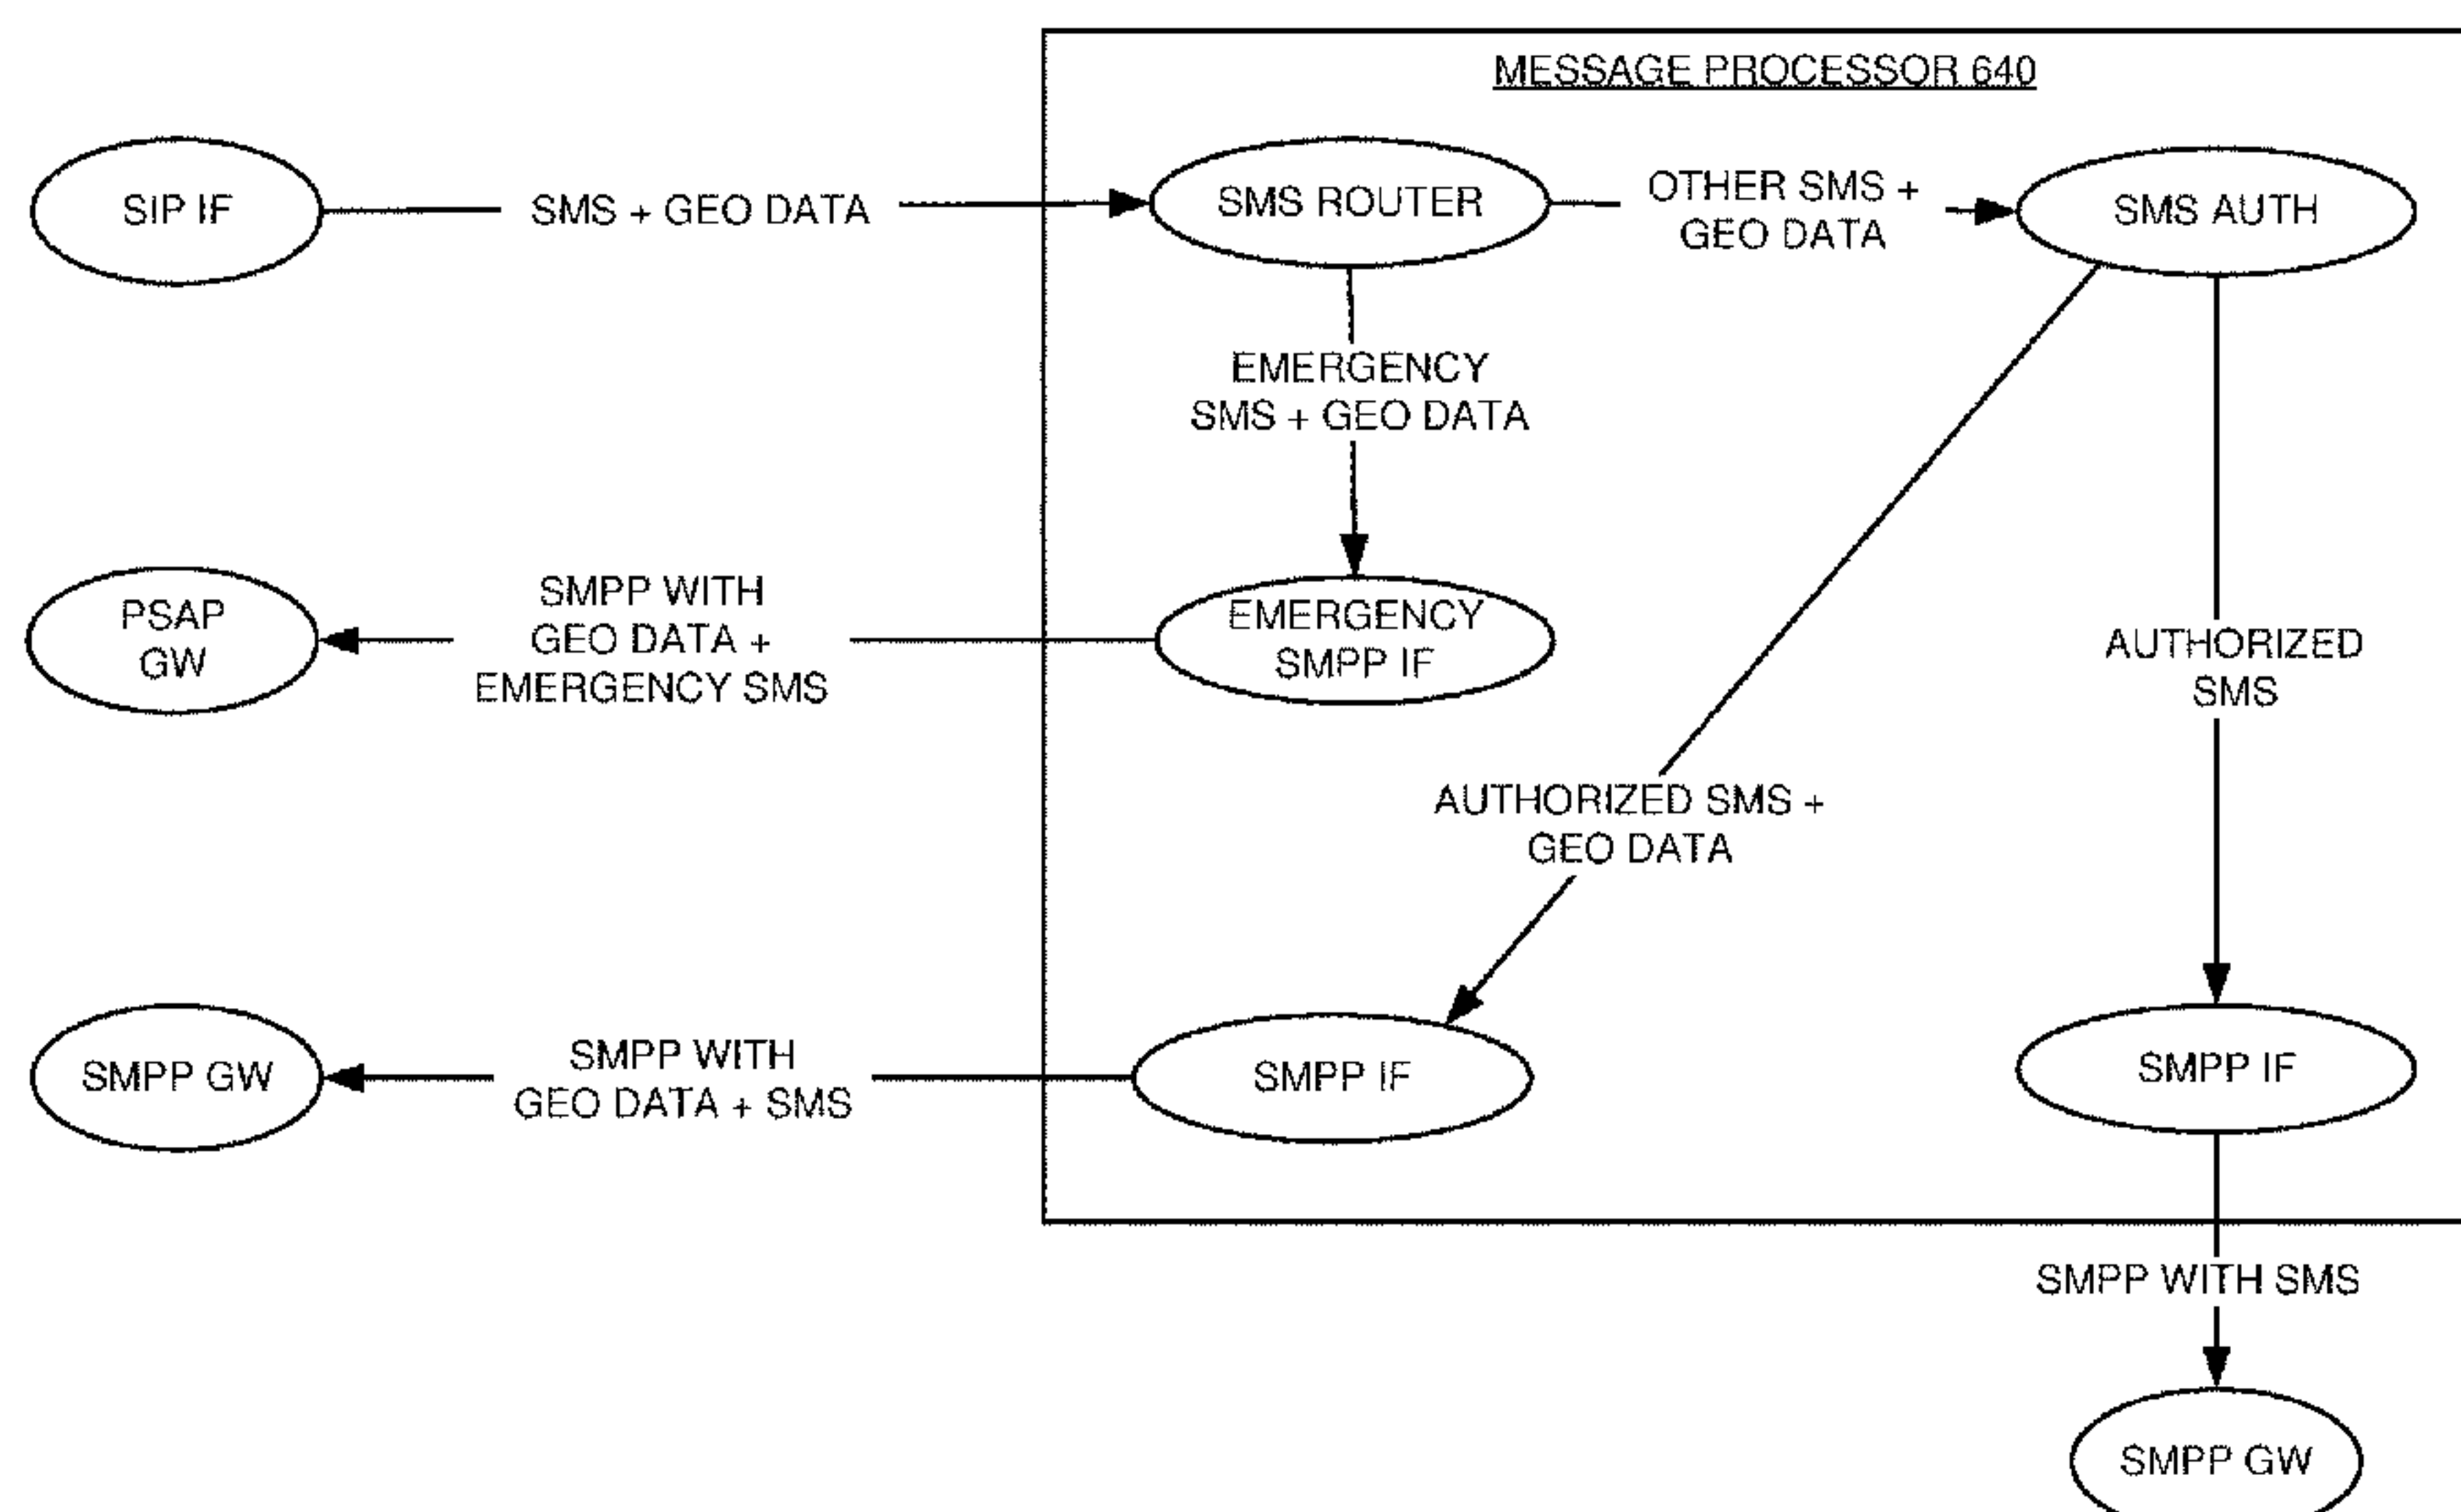 MESSAGE PROCESSOR 640
SIP IF
SMS + GEO DATA
SMS ROUTER
OTHER SMS +
GEO DATA
SMS AUTH
EMERGENCY
SMS + GEO DATA
PSAP
GW
SMPP WITH
GEO DATA +
EMERGENCY SMS
EMERGENCY
SMPP IF
AUTHORIZED
SMS
AUTHORIZED SMS +
GEO DATA
SMPP GW
SMPP WITH
GEO DATA + SMS
SMPP IF
SMPP IF
SMPP WITH SMS
SMPP GW